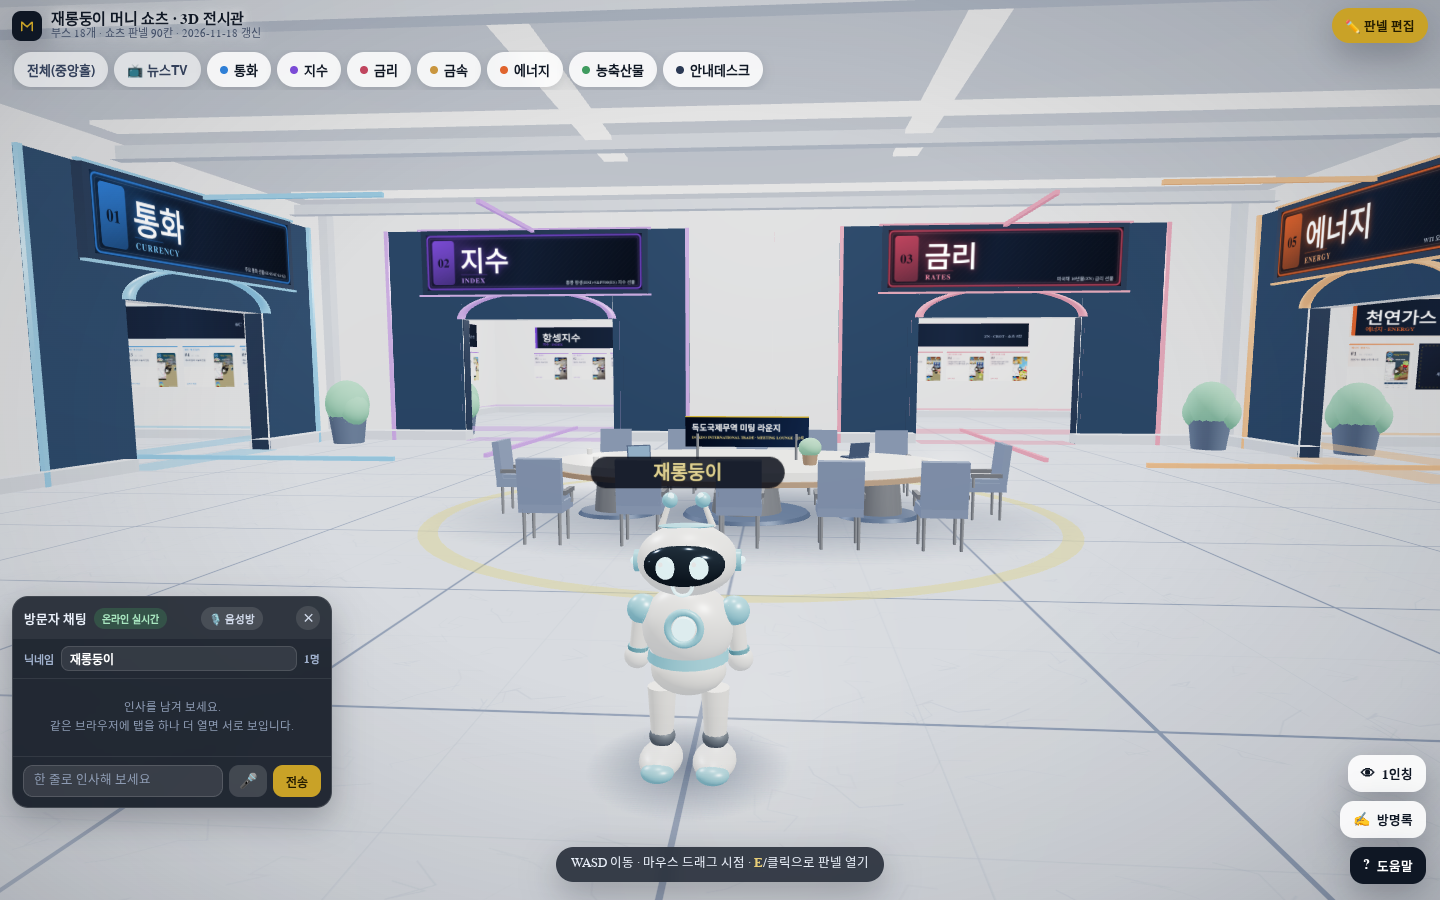 재롱둥이 머니 쇼츠 · 3D 전시관
부스 18개 · 쇼츠 판넬 90칸 · 2026-11-18 갱신
판넬 편집
전체(중앙홀)
뉴스TV
통화
지수
금리
금속
에너지
농축산물
안내데스크
01
통화
CURRENCY
02
지수
INDEX
03
금리
RATES
05
에너지
ENERGY
항셍지수
천연가스
에너지 · ENERGY
독도국제무역 미팅 라운지
재롱둥이
방문자 채팅
온라인 실시간
음성방
닉네임
재롱둥이
1명
인사를 남겨 보세요.
같은 브라우저에 탭을 하나 더 열면 서로 보입니다.
한 줄로 인사해 보세요
전송
1인칭
방명록
? 도움말
WASD 이동 · 마우스 드래그 시점 · E/클릭으로 판넬 열기